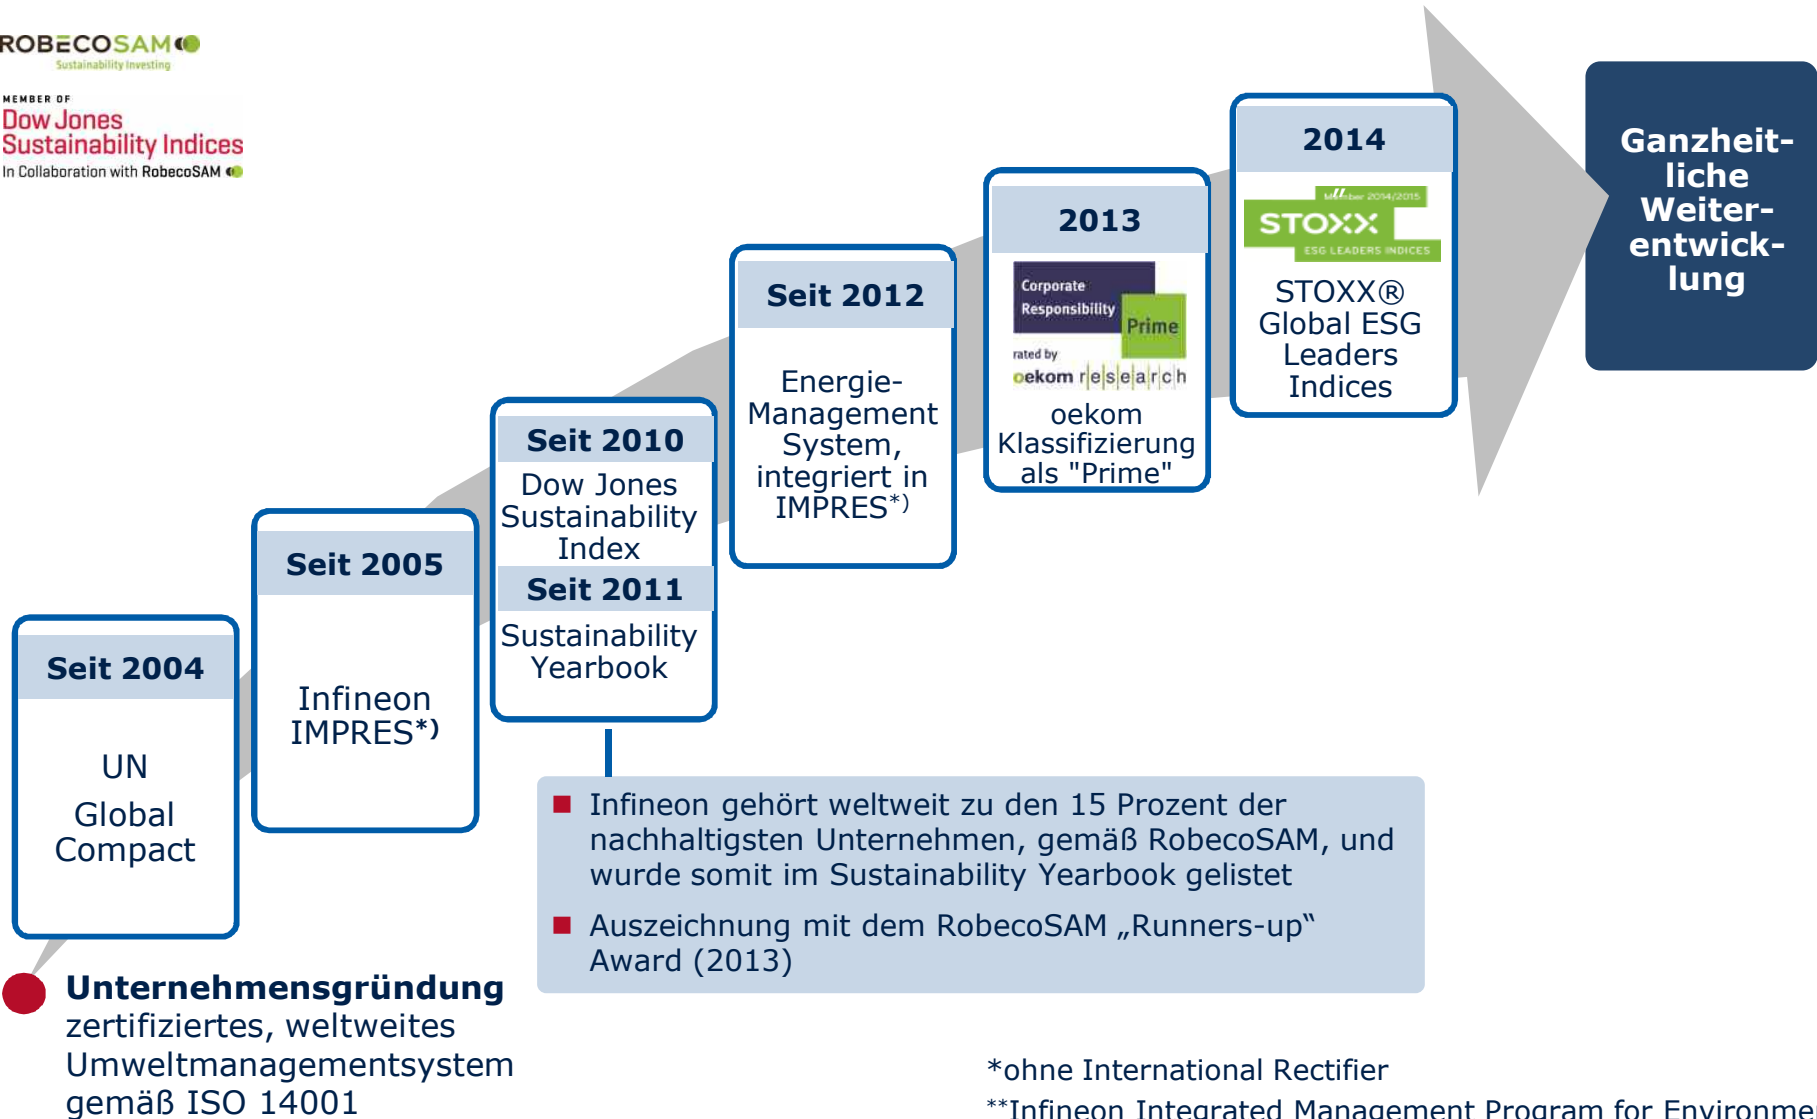 ROBECOSAM
Sustainability Investing
MEMBER OF
Dow Jones
Sustainability Indices
In Collaboration with RobecoSAM
Seit 2004
UN
Global
Compact
Seit 2005
Infineon
IMPRES*)
Seit 2010
Dow Jones
Sustainability
Index
Seit 2011
Sustainability
Yearbook
Seit 2012
Energie-
Management
System,
integriert in
IMPRES*)
2013
Corporate
Responsibility
Prime
rated by
oekom research
oekom
Klassifizierung
als "Prime"
2014
Member 2014/2015
STOXX
ESG LEADERS INDICES
STOXX®
Global ESG
Leaders
Indices
Ganzheit-
liche
Weiter-
entwick-
lung
Infineon gehört weltweit zu den 15 Prozent der
nachhaltigsten Unternehmen, gemäß RobecoSAM, und
wurde somit im Sustainability Yearbook gelistet
Auszeichnung mit dem RobecoSAM „Runners-up“
Award (2013)
Unternehmensgründung
zertifiziertes, weltweites
Umweltmanagementsystem
gemäß ISO 14001
*ohne International Rectifier
**Infineon Integrated Management Program for Environme